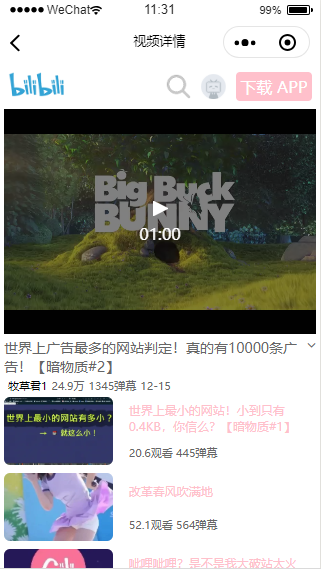 WeChat
11:31
99%
视频详情
bilibili
下载 APP
Big Buck
BUNNY
01:00
世界上广告最多的网站判定！真的有10000条广
告！【暗物质#2】
牧草君1 24.9万 1345弹幕 12-15
世界上最小的网站有多小？
→ 就这么小！
世界上最小的网站！小到只有
0.4KB，你信么？【暗物质#1】
20.6观看 445弹幕
改革春风吹满地
52.1观看 564弹幕
呲哩呲哩？是不是我大破站太火